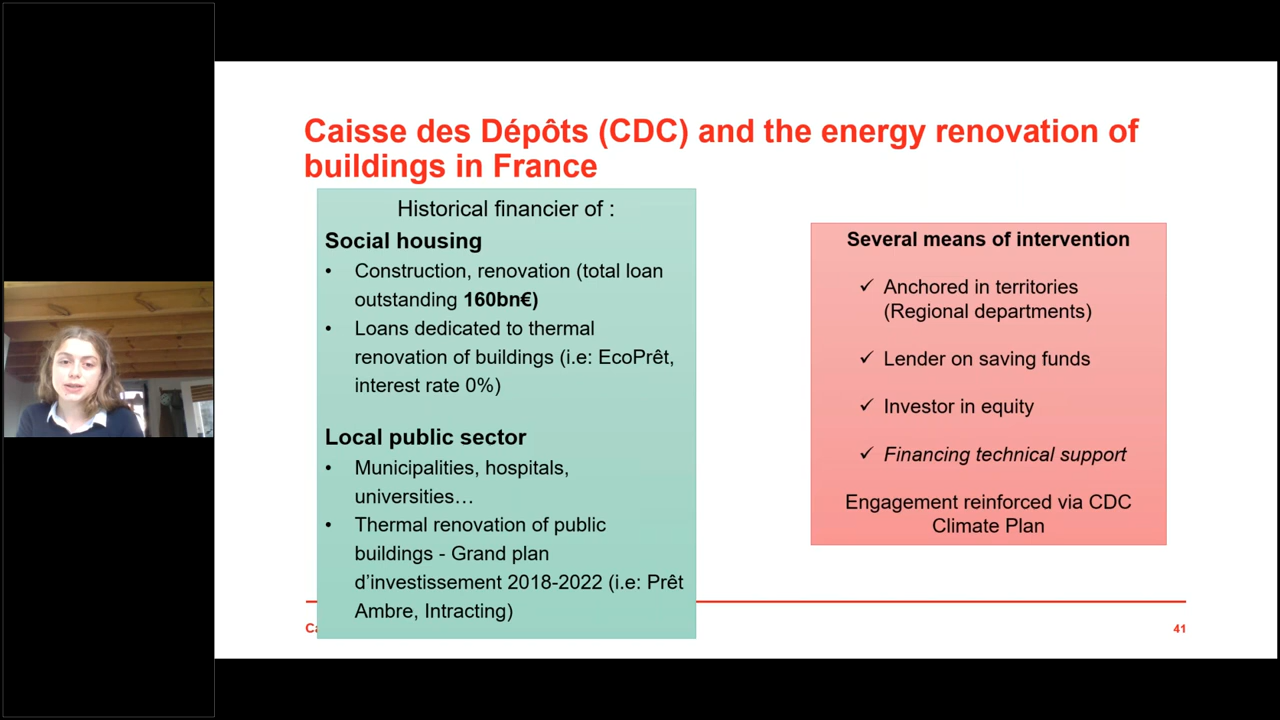 Caisse des Dépôts (CDC) and the energy renovation of
buildings in France
Historical financier of :
Social housing
• Construction, renovation (total loan
outstanding 160bn€)
• Loans dedicated to thermal
renovation of buildings (i.e: EcoPrêt,
interest rate 0%)
Local public sector
• Municipalities, hospitals,
universities…
• Thermal renovation of public
buildings - Grand plan
d’investissement 2018-2022 (i.e: Prêt
Ambre, Intracting)
Several means of intervention
✓ Anchored in territories
(Regional departments)
✓ Lender on saving funds
✓ Investor in equity
✓ Financing technical support
Engagement reinforced via CDC
Climate Plan
41